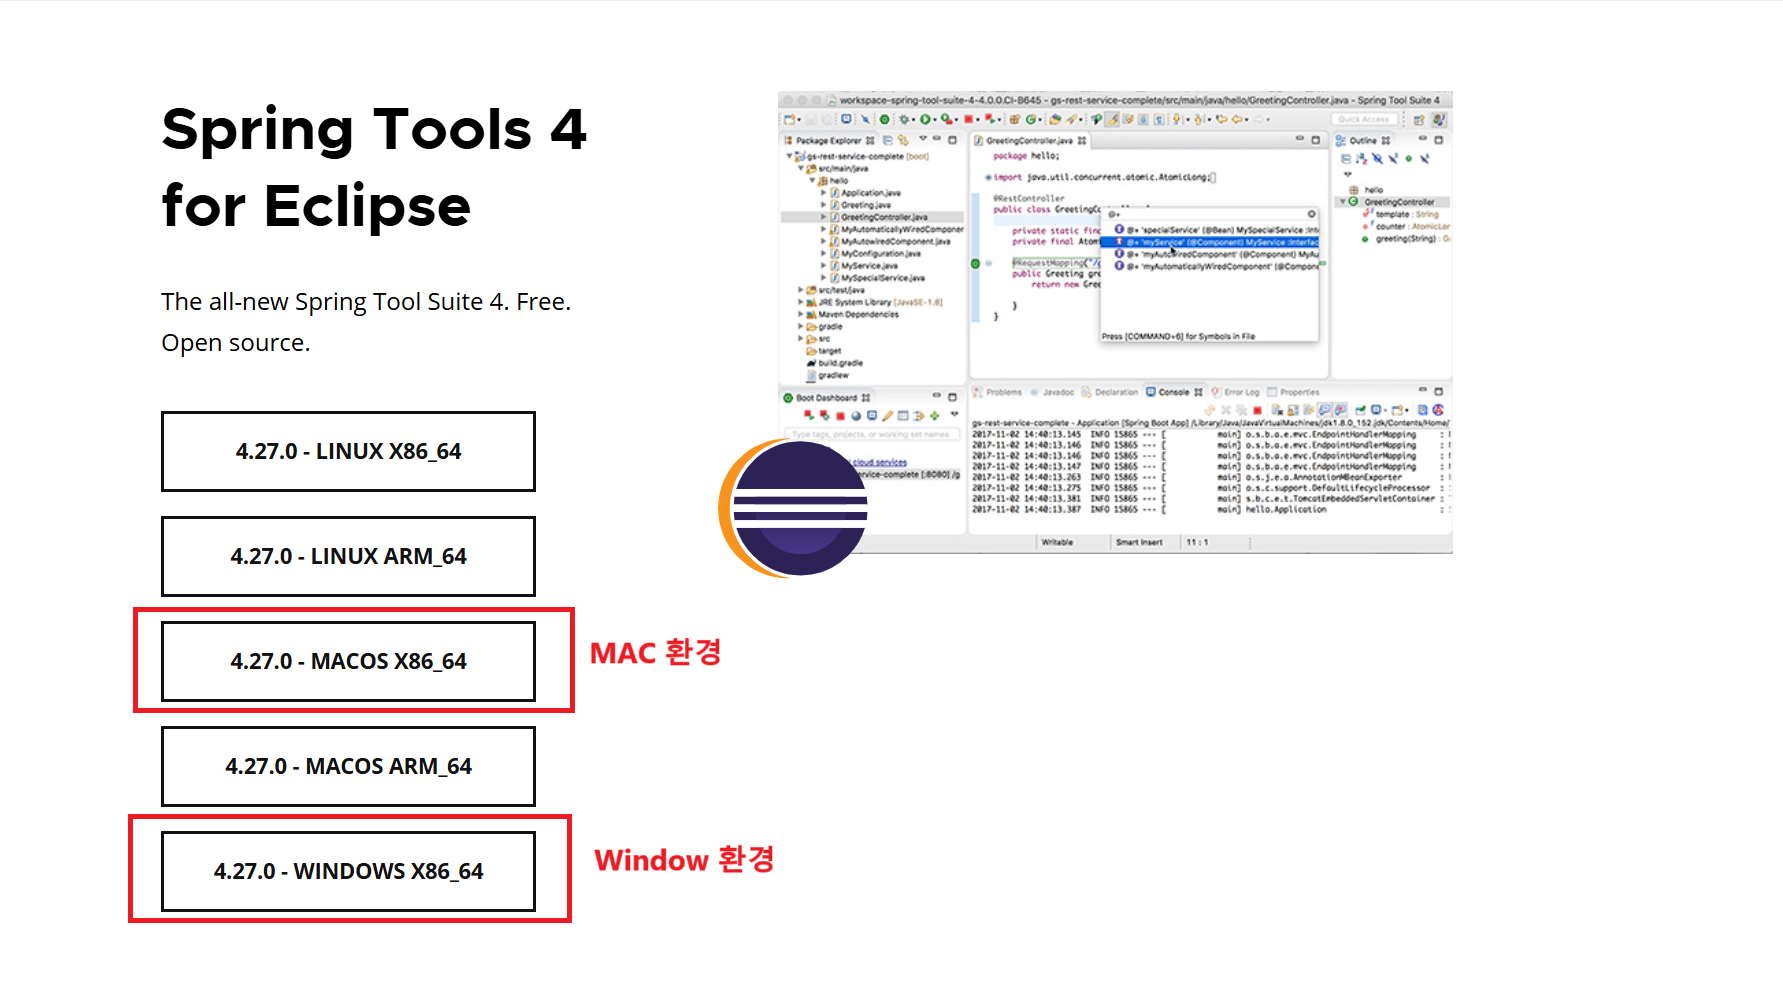 Spring Tools 4
for Eclipse
The all-new Spring Tool Suite 4. Free.
Open source.
4.27.0 - LINUX X86_64
4.27.0 - LINUX ARM_64
4.27.0 - MACOS X86_64
MAC 환경
4.27.0 - MACOS ARM_64
4.27.0 - WINDOWS X86_64
Window 환경
workspace-spring-tool-suite-4-4.0.0.CI-B645 - gs-rest-service-complete/src/main/java/hello/GreetingController.java - Spring Tool Suite 4
Quick Access
Package Explorer
gs-rest-service-complete [boot]
src/main/java
hello
Application.java
Greeting.java
GreetingController.java
MyAutomaticallyWiredComponen
MyAutowiredComponent.java
MyConfiguration.java
MyService.java
MySpecialService.java
src/test/java
JRE System Library [JavaSE-1.8]
Maven Dependencies
gradle
src
target
build.gradle
gradlew
GreetingController.java
package hello;
import java.util.concurrent.atomic.AtomicLong;
@RestController
public class GreetingCo
private static fina
private final Atom
@RequestMapping("/g
public Greeting gre
return new Gree
}
}
@+
@+ 'specialService' (@Bean) MySpecialService :Inte
@+ 'myService' (@Component) MyService :Interfac
@+ 'myAutowiredComponent' (@Component) MyAu
@+ 'myAutomaticallyWiredComponent' (@Compone
Press [COMMAND+6] for Symbols in File
Outline
hello
GreetingController
template : String
counter : AtomicLor
greeting(String) : G
Boot Dashboard
Type tags, projects, or working set names
cloud services
ervice-complete [:8080] /g
Problems Javadoc Declaration Console Error Log Properties
gs-rest-service-complete - Application [Spring Boot App] /Library/Java/JavaVirtualMachines/jdk1.8.0_152.jdk/Contents/Home/
2017-11-02 14:40:13.145 INFO 15865 --- [ main] o.s.b.a.e.mvc.EndpointHandlerMapping :
2017-11-02 14:40:13.146 INFO 15865 --- [ main] o.s.b.a.e.mvc.EndpointHandlerMapping :
2017-11-02 14:40:13.146 INFO 15865 --- [ main] o.s.b.a.e.mvc.EndpointHandlerMapping :
2017-11-02 14:40:13.147 INFO 15865 --- [ main] o.s.b.a.e.mvc.EndpointHandlerMapping :
2017-11-02 14:40:13.263 INFO 15865 --- [ main] o.s.j.e.a.AnnotationMBeanExporter :
2017-11-02 14:40:13.275 INFO 15865 --- [ main] o.s.c.support.DefaultLifecycleProcessor :
2017-11-02 14:40:13.381 INFO 15865 --- [ main] s.b.c.e.t.TomcatEmbeddedServletContainer :
2017-11-02 14:40:13.387 INFO 15865 --- [ main] hello.Application :
Writable Smart Insert 11 : 1